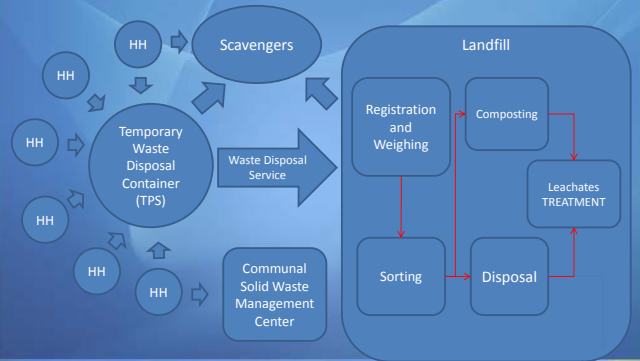 HH
Scavengers
Landfill
HH
HH
HH
HH
HH
Temporary
Waste
Disposal
Container
(TPS)
Waste Disposal
Service
Registration
and
Weighing
Composting
Leachates
TREATMENT
Communal
Solid Waste
Management
Center
Sorting
Disposal